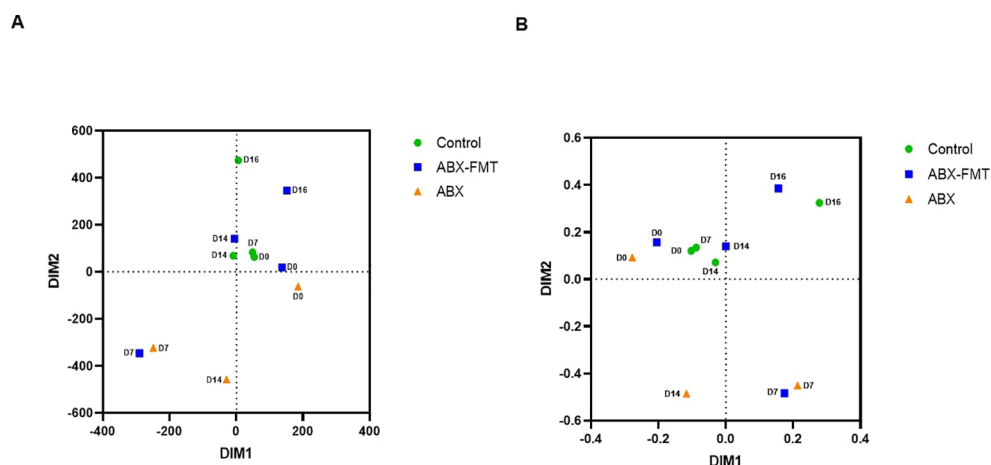 A
B
600
400
200
0
-200
-400
-600
-400
-200
0
200
400
DIM2
DIM1
D16
D16
D14
D14
D7
D0
D0
D0
D7
D7
D14
Control
ABX-FMT
ABX
0.6
0.4
0.2
0.0
-0.2
-0.4
-0.6
-0.4
-0.2
0.0
0.2
0.4
DIM2
DIM1
D16
D16
D0
D7
D0
D0
D14
D14
D14
D7
D7
Control
ABX-FMT
ABX